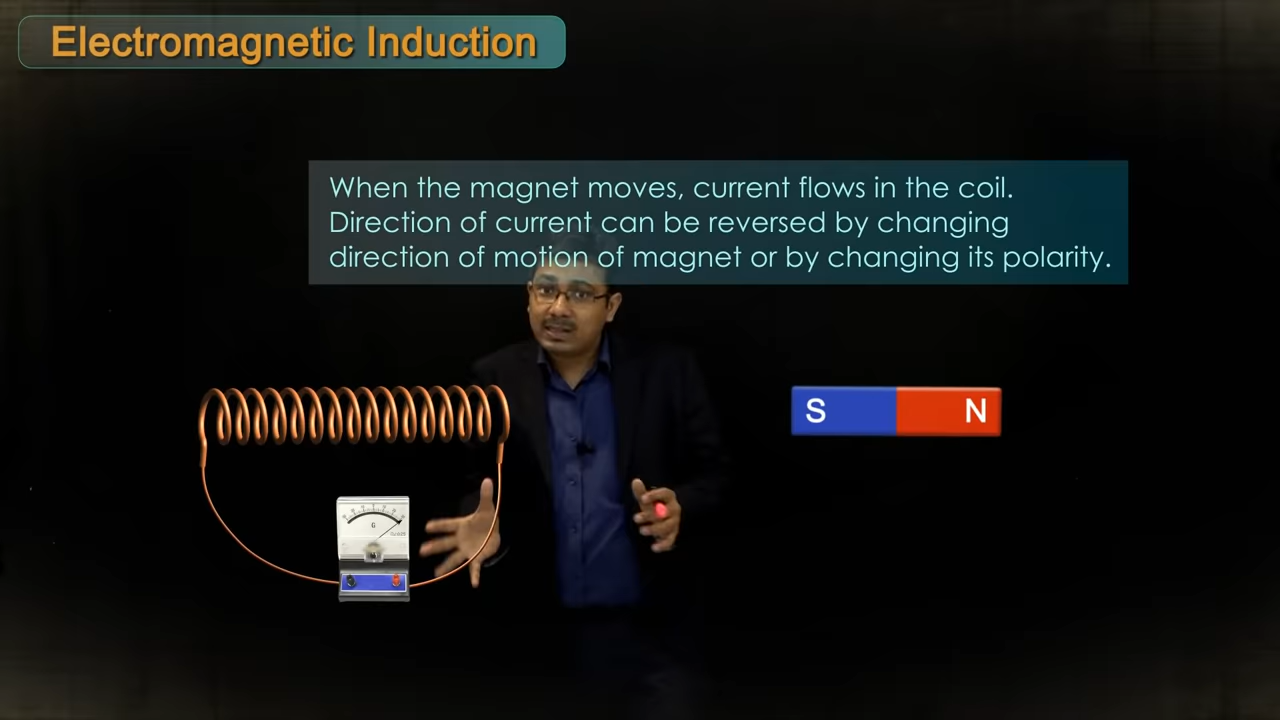 Electromagnetic Induction
When the magnet moves, current flows in the coil.
Direction of current can be reversed by changing
direction of motion of magnet or by changing its polarity.
S N
G